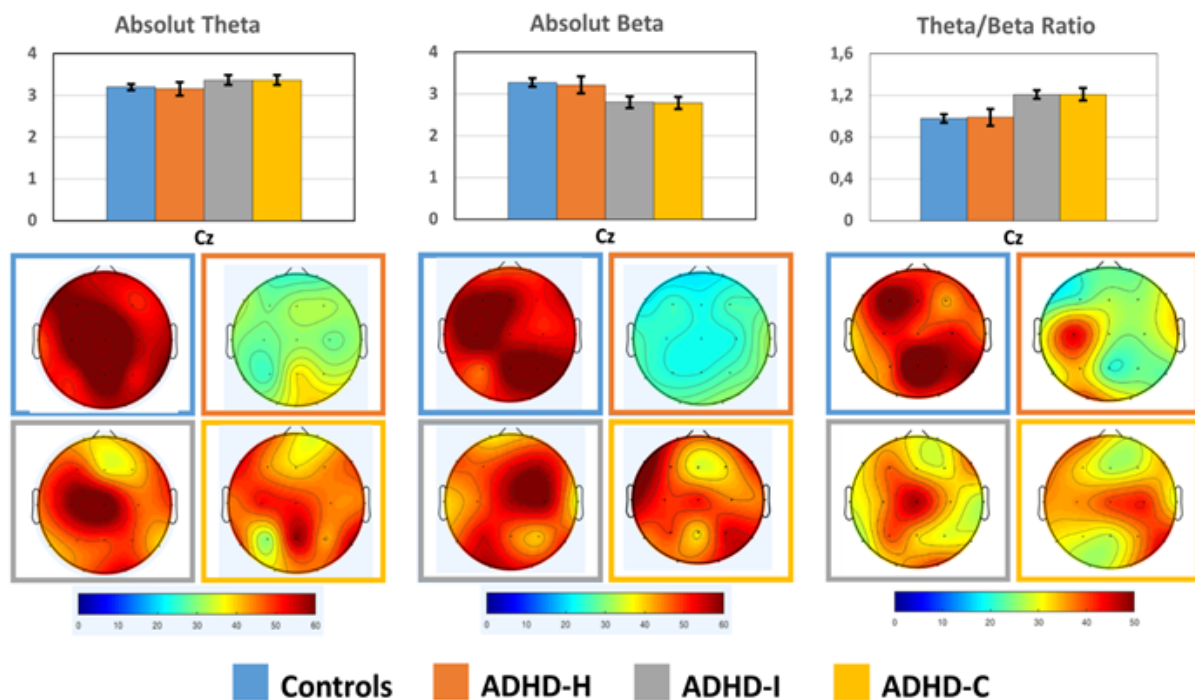 Absolut Theta
Absolut Beta
Theta/Beta Ratio
4
3
2
1
0
4
3
2
1
0
1,6
1,2
0,8
0,4
0
Cz
Cz
0 10 20 30 40 50 60
0 10 20 30 40 50 60
0 10 20 30 40 50
Controls
ADHD-H
ADHD-I
ADHD-C